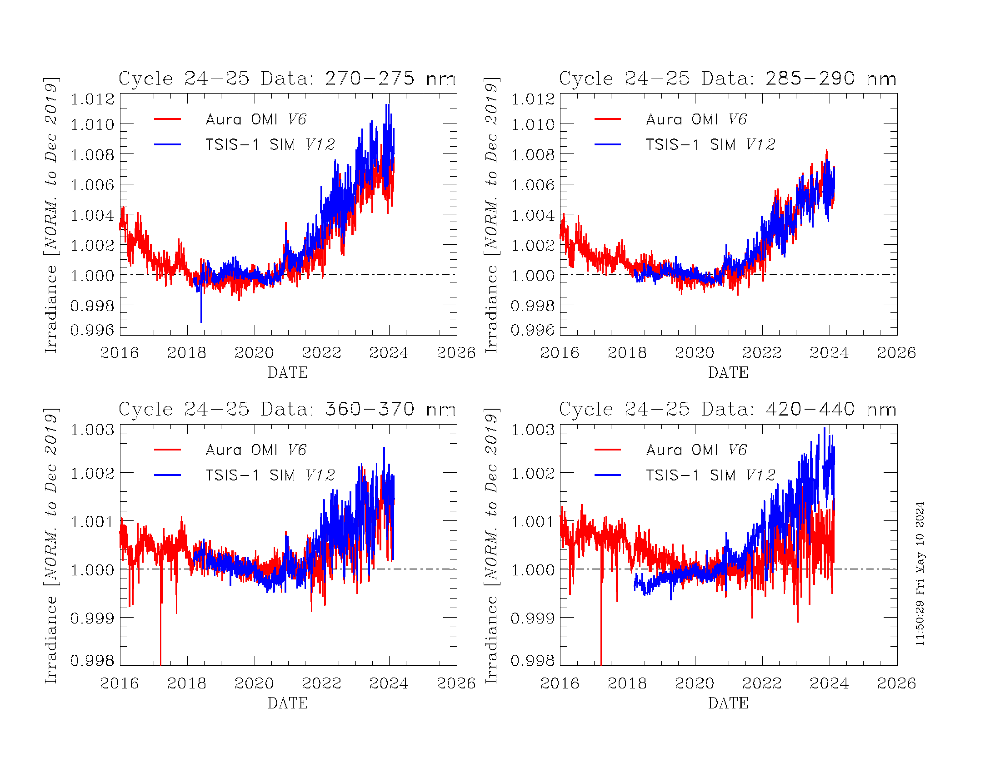 Cycle 24-25 Data: 270-275 nm
Irradiance [NORM. to Dec 2019]
1.012
1.010
1.008
1.006
1.004
1.002
1.000
0.998
0.996
Aura OMI V6
TSIS-1 SIM V12
2016 2018 2020 2022 2024 2026
DATE
Cycle 24-25 Data: 285-290 nm
Irradiance [NORM. to Dec 2019]
1.012
1.010
1.008
1.006
1.004
1.002
1.000
0.998
0.996
Aura OMI V6
TSIS-1 SIM V12
2016 2018 2020 2022 2024 2026
DATE
Cycle 24-25 Data: 360-370 nm
Irradiance [NORM. to Dec 2019]
1.003
1.002
1.001
1.000
0.999
0.998
Aura OMI V6
TSIS-1 SIM V12
2016 2018 2020 2022 2024 2026
DATE
Cycle 24-25 Data: 420-440 nm
Irradiance [NORM. to Dec 2019]
1.003
1.002
1.001
1.000
0.999
0.998
Aura OMI V6
TSIS-1 SIM V12
2016 2018 2020 2022 2024 2026
DATE
11:50:29 Fri May 10 2024